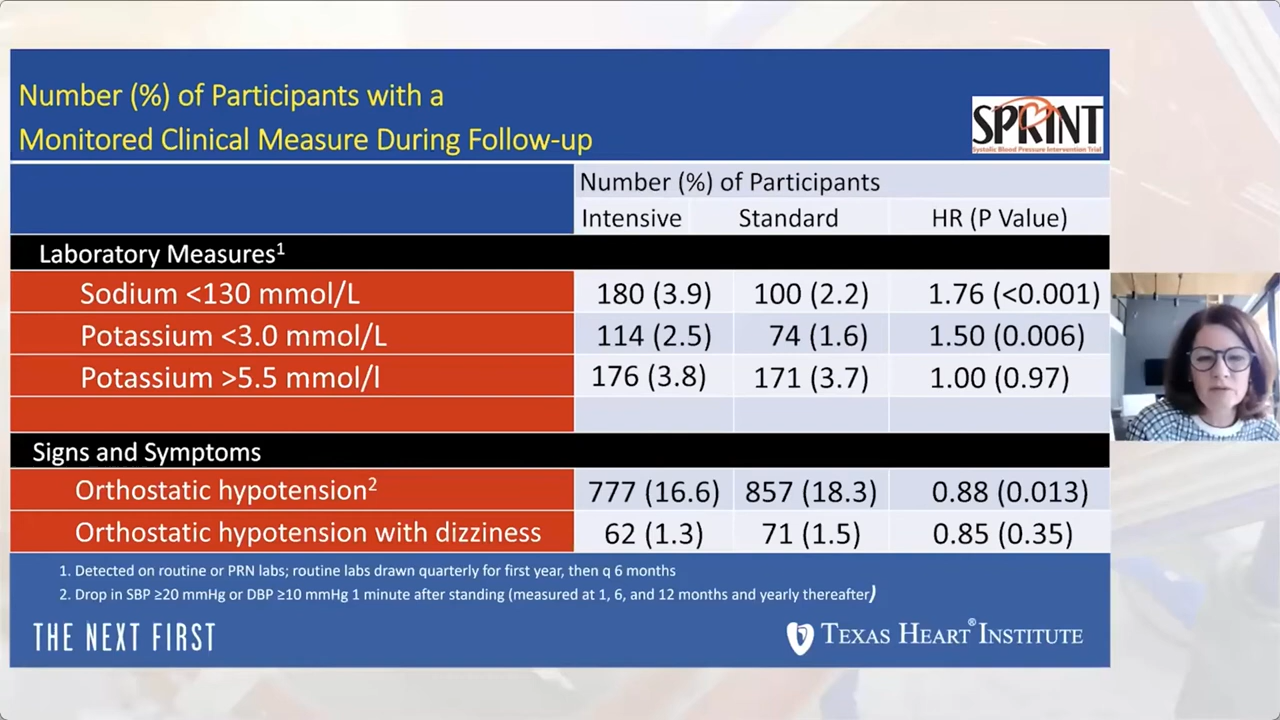 Number (%) of Participants with a
Monitored Clinical Measure During Follow-up
SPRINT
Systolic Blood Pressure Intervention Trial
Number (%) of Participants
Intensive Standard HR (P Value)
Laboratory Measures1
Sodium <130 mmol/L 180 (3.9) 100 (2.2) 1.76 (<0.001)
Potassium <3.0 mmol/L 114 (2.5) 74 (1.6) 1.50 (0.006)
Potassium >5.5 mmol/l 176 (3.8) 171 (3.7) 1.00 (0.97)
Signs and Symptoms
Orthostatic hypotension2 777 (16.6) 857 (18.3) 0.88 (0.013)
Orthostatic hypotension with dizziness 62 (1.3) 71 (1.5) 0.85 (0.35)
1. Detected on routine or PRN labs; routine labs drawn quarterly for first year, then q 6 months
2. Drop in SBP ≥20 mmHg or DBP ≥10 mmHg 1 minute after standing (measured at 1, 6, and 12 months and yearly thereafter)
THE NEXT FIRST
TEXAS HEART® INSTITUTE